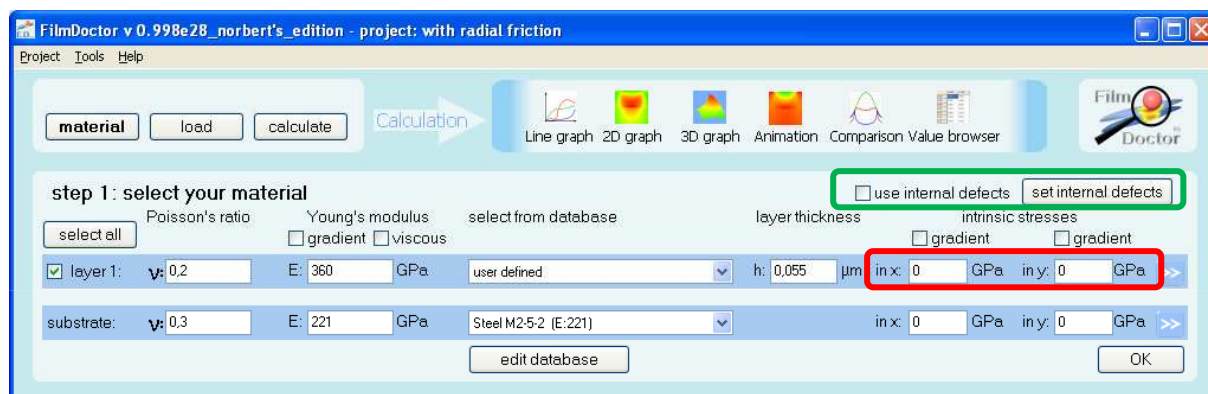 FilmDoctor v 0.998e28_norbert's_edition - project: with radial friction
Project Tools Help
material load calculate Calculation Line graph 2D graph 3D graph Animation Comparison Value browser Film Doctor
step 1: select your material use internal defects set internal defects
Poisson's ratio Young's modulus select from database layer thickness intrinsic stresses
select all gradient viscous gradient gradient
layer 1: ν: 0,2 E: 360 GPa user defined h: 0,055 µm in x: 0 GPa in y: 0 GPa >>
substrate: ν: 0,3 E: 221 GPa Steel M2-5-2 (E:221) in x: 0 GPa in y: 0 GPa >>
edit database OK